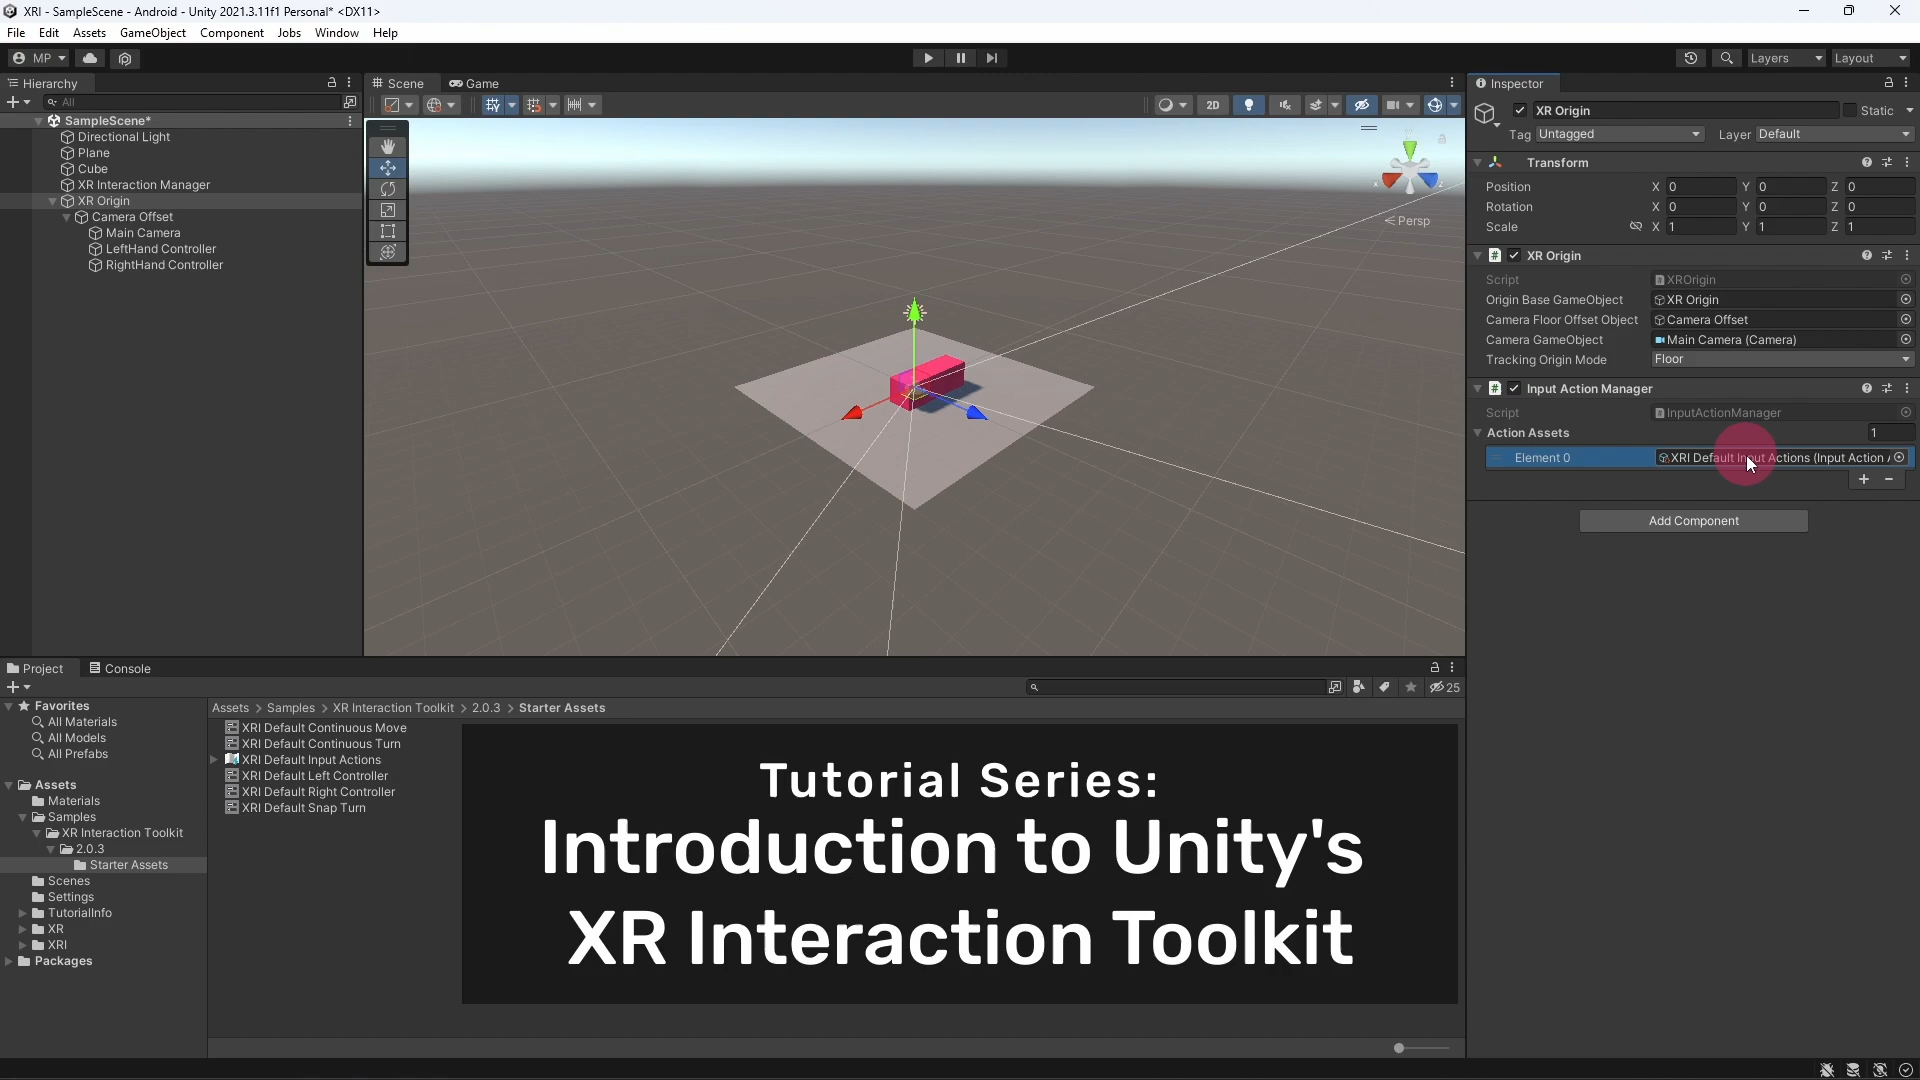 XRI - SampleScene - Android - Unity 2021.3.11f1 Personal* <DX11>
File Edit Assets GameObject Component Jobs Window Help
MP
Layers
Layout
Hierarchy
All
SampleScene*
Directional Light
Plane
Cube
XR Interaction Manager
XR Origin
Camera Offset
Main Camera
LeftHand Controller
RightHand Controller
Scene
Game
2D
Y
x
z
Persp
Inspector
XR Origin
Static
Tag Untagged
Layer Default
Transform
Position X 0 Y 0 Z 0
Rotation X 0 Y 0 Z 0
Scale X 1 Y 1 Z 1
XR Origin
Script XROrigin
Origin Base GameObject XR Origin
Camera Floor Offset Object Camera Offset
Camera GameObject Main Camera (Camera)
Tracking Origin Mode Floor
Input Action Manager
Script InputActionManager
Action Assets 1
Element 0 XRI Default Input Actions (Input Action
Add Component
Project
Console
25
Favorites
All Materials
All Models
All Prefabs
Assets
Materials
Samples
XR Interaction Toolkit
2.0.3
Starter Assets
Scenes
Settings
TutorialInfo
XR
XRI
Packages
Assets > Samples > XR Interaction Toolkit > 2.0.3 > Starter Assets
XRI Default Continuous Move
XRI Default Continuous Turn
XRI Default Input Actions
XRI Default Left Controller
XRI Default Right Controller
XRI Default Snap Turn
Tutorial Series:
Introduction to Unity's
XR Interaction Toolkit